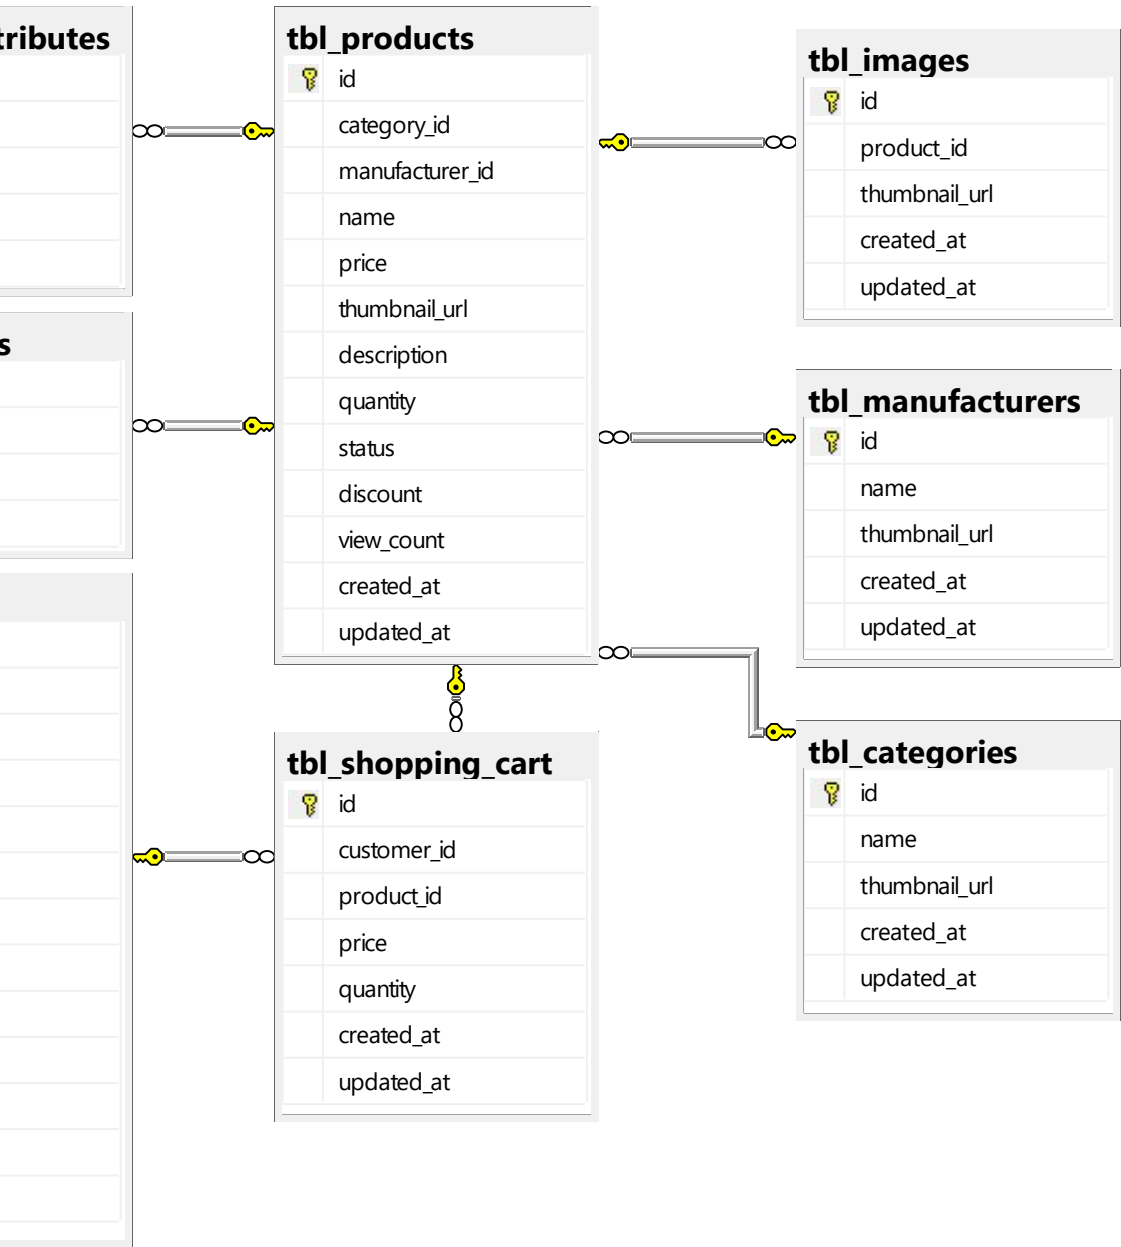 tributes
s
tbl_products
id
category_id
manufacturer_id
name
price
thumbnail_url
description
quantity
status
discount
view_count
created_at
updated_at
tbl_shopping_cart
id
customer_id
product_id
price
quantity
created_at
updated_at
tbl_images
id
product_id
thumbnail_url
created_at
updated_at
tbl_manufacturers
id
name
thumbnail_url
created_at
updated_at
tbl_categories
id
name
thumbnail_url
created_at
updated_at